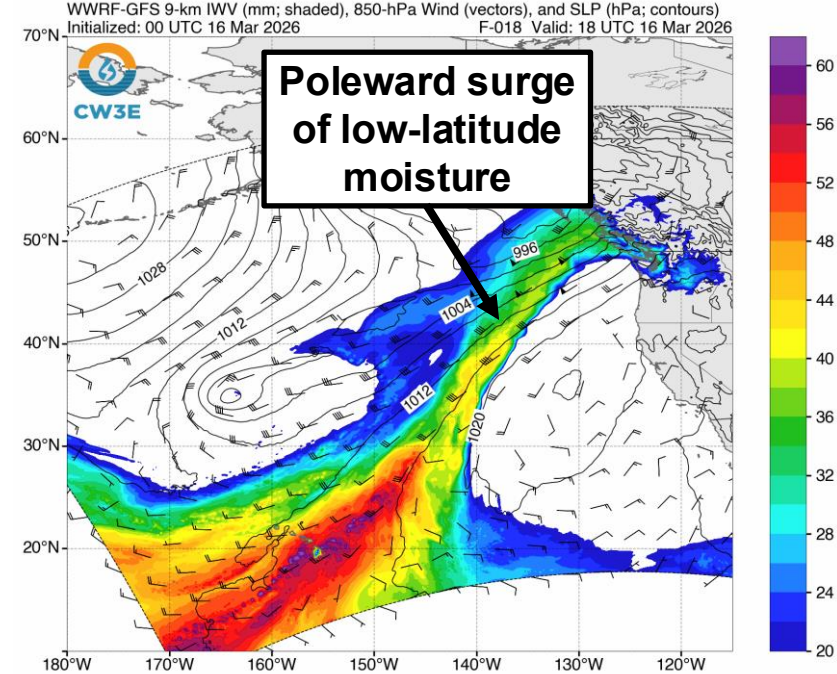 WWRF-GFS 9-km IWV (mm; shaded), 850-hPa Wind (vectors), and SLP (hPa; contours)
Initialized: 00 UTC 16 Mar 2026 F-018 Valid: 18 UTC 16 Mar 2026
CW3E
Poleward surge
of low-latitude
moisture
70°N
60°N
50°N
40°N
30°N
20°N
180°W 170°W 160°W 150°W 140°W 130°W 120°W
1028
1012
996
1004
1012
1020
60
56
52
48
44
40
36
32
28
24
20